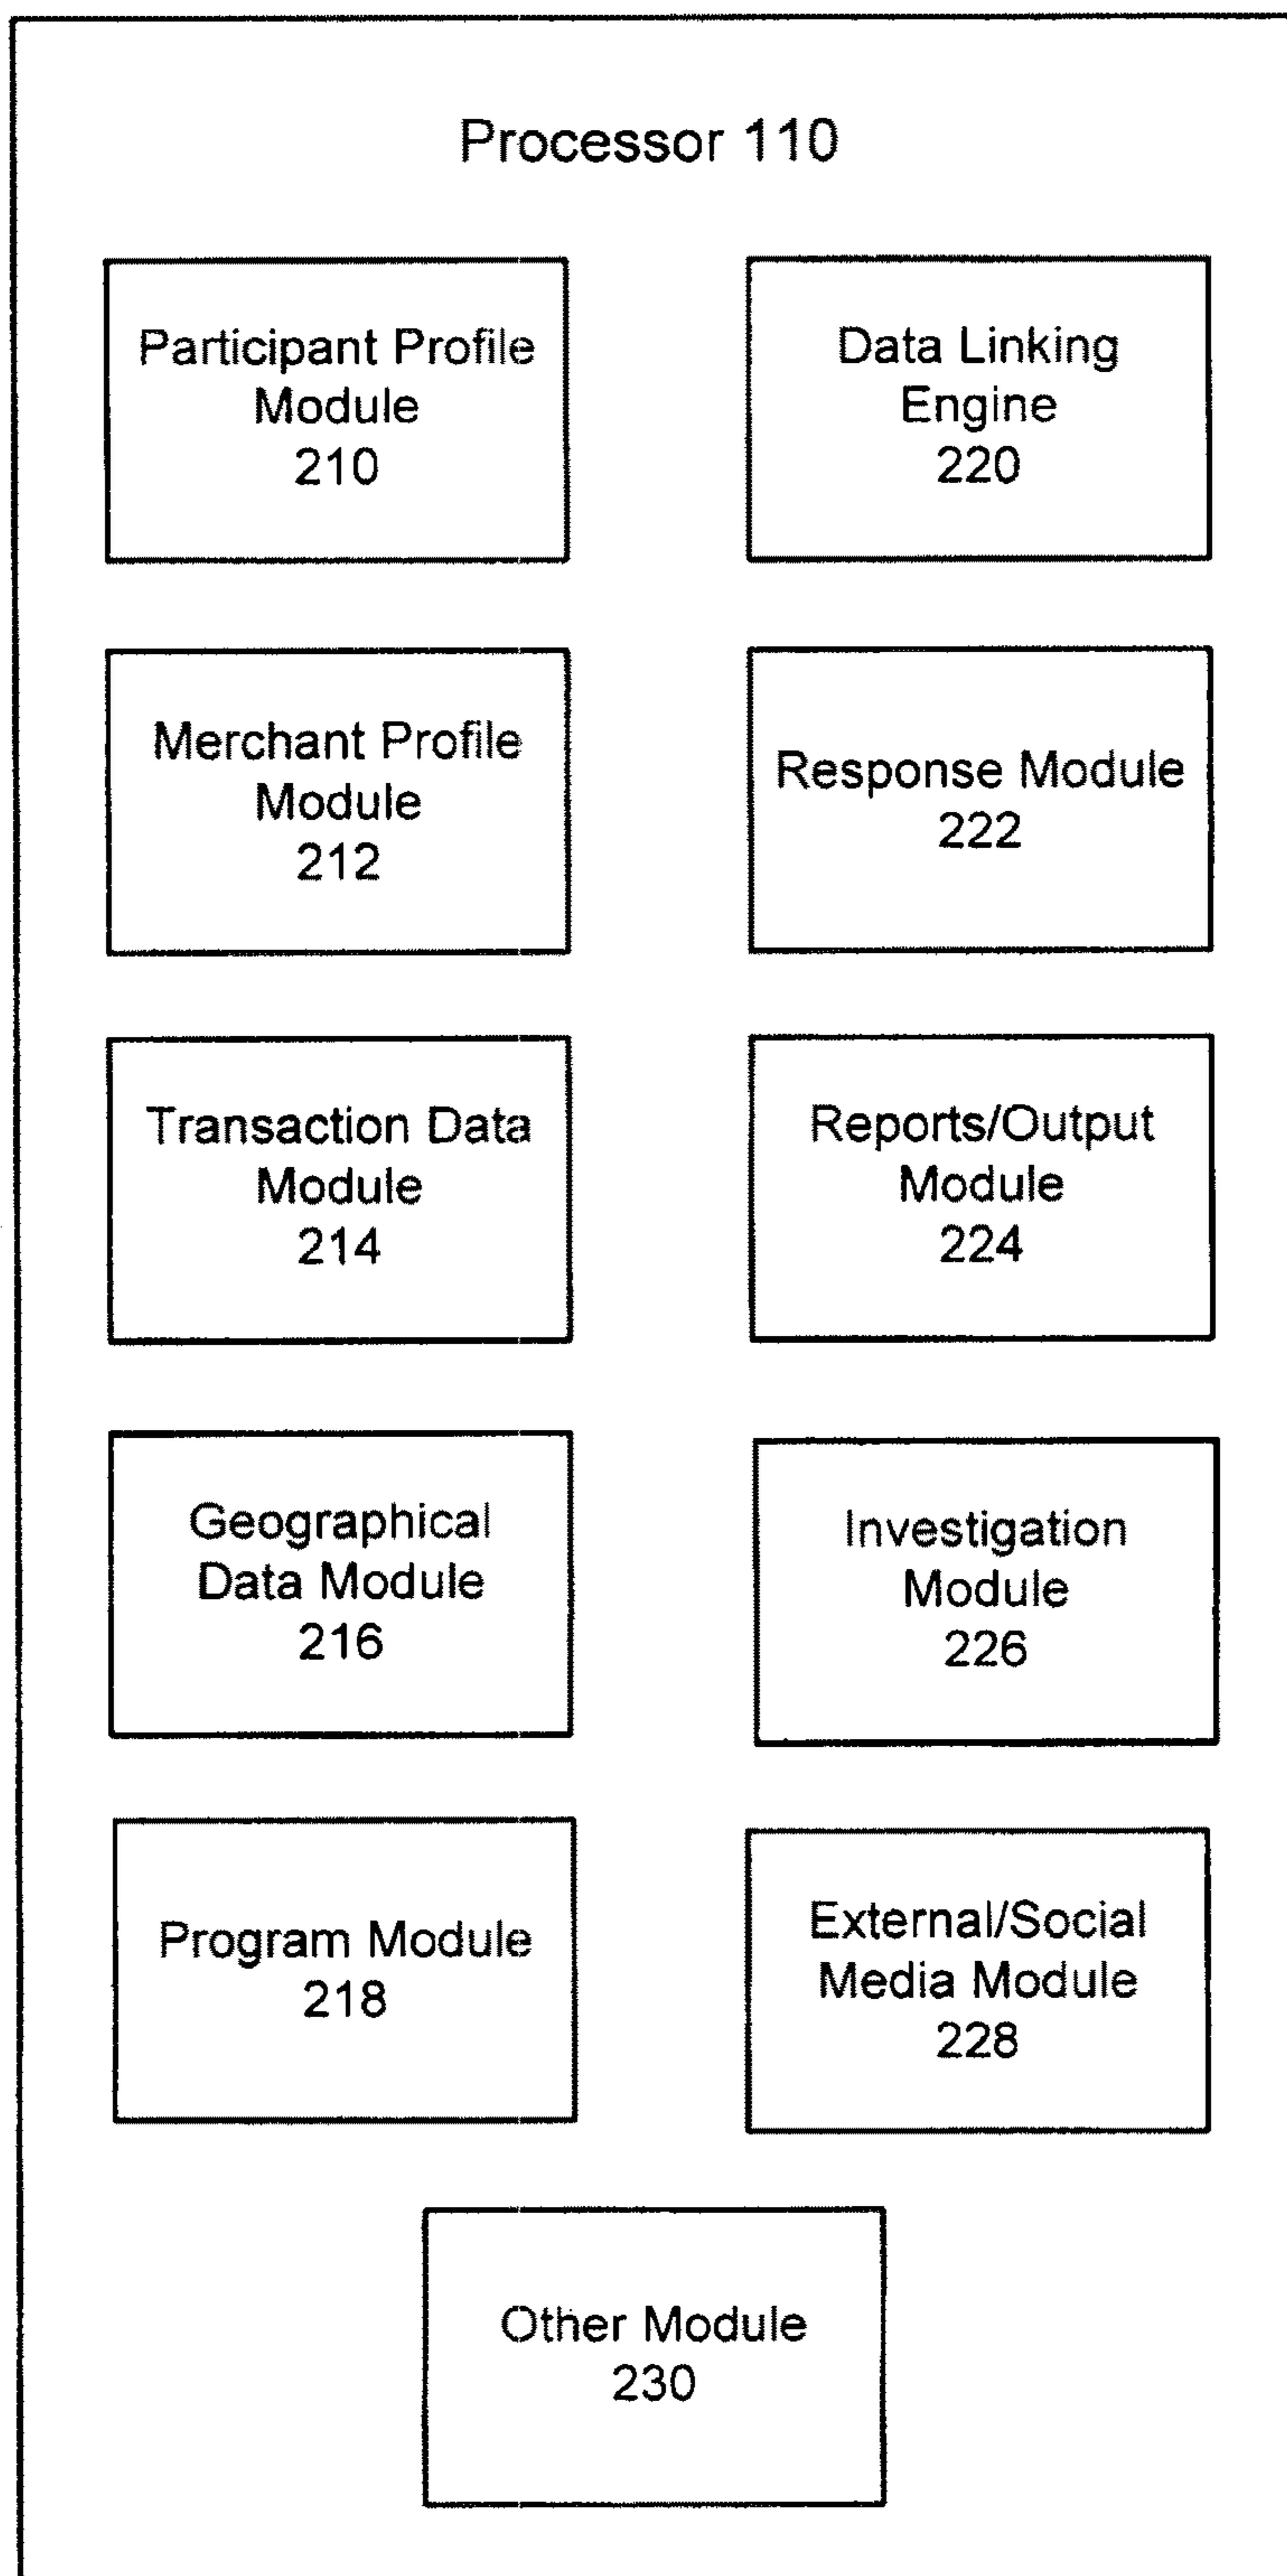 Processor 110
Participant Profile
Module
210
Data Linking
Engine
220
Merchant Profile
Module
212
Response Module
222
Transaction Data
Module
214
Reports/Output
Module
224
Geographical
Data Module
216
Investigation
Module
226
Program Module
218
External/Social
Media Module
228
Other Module
230